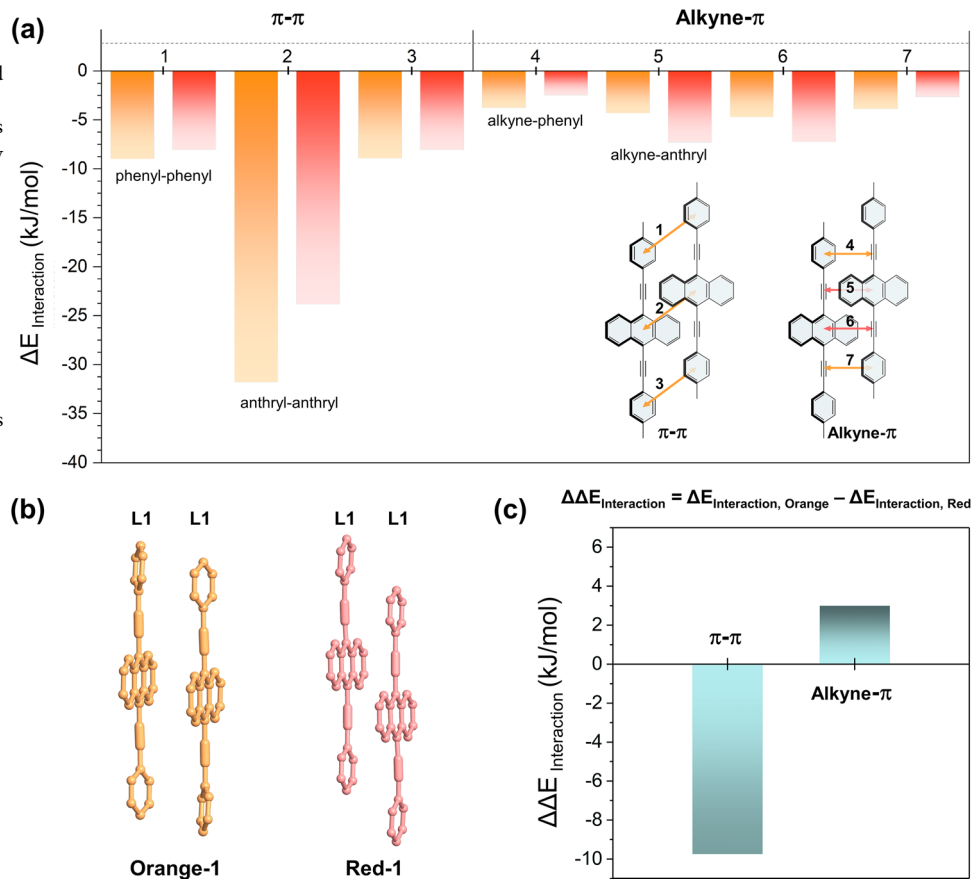 (a)
π-π
Alkyne-π
1
2
3
4
5
6
7
0
-5
-10
-15
-20
-25
-30
-35
-40
ΔE Interaction (kJ/mol)
phenyl-phenyl
anthryl-anthryl
alkyne-phenyl
alkyne-anthryl
1
2
3
π-π
4
5
6
7
Alkyne-π
l
s
s
(b)
L1 L1
L1 L1
Orange-1
Red-1
(c)
ΔΔE Interaction = ΔE Interaction, Orange – ΔE Interaction, Red
6
4
2
0
-2
-4
-6
-8
-10
ΔΔE Interaction (kJ/mol)
π-π
Alkyne-π